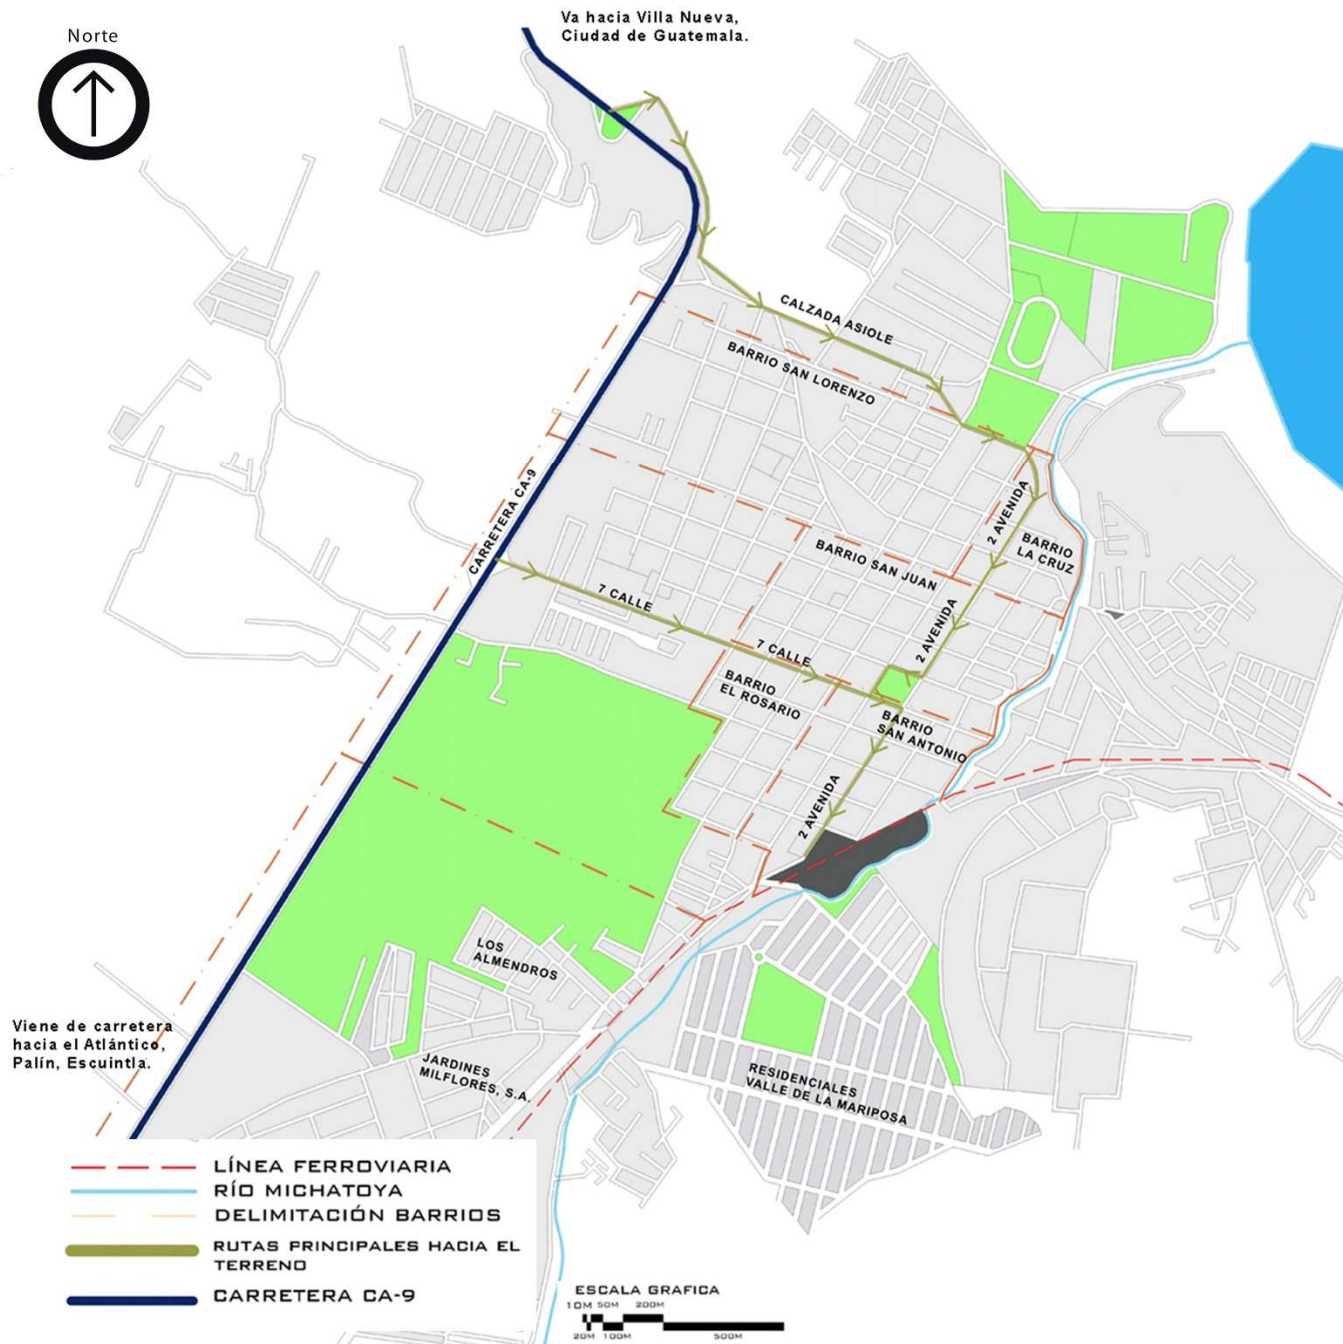 Va hacia Villa Nueva,
Ciudad de Guatemala.
Norte
CALZADA ASIOLE
BARRIO SAN LORENZO
CARRETERA CA-9
2 AVENIDA
BARRIO
LA CRUZ
BARRIO SAN JUAN
7 CALLE
2 AVENIDA
7 CALLE
BARRIO
EL ROSARIO
BARRIO
SAN ANTONIO
2 AVENIDA
LOS
ALMENDROS
Viene de carretera
hacia el Atlántico,
Palín, Escuintla.
JARDINES
MILFLORES, S.A.
RESIDENCIALES
VALLE DE LA MARIPOSA
LÍNEA FERROVIARIA
RÍO MICHATOYA
DELIMITACIÓN BARRIOS
RUTAS PRINCIPALES HACIA EL
TERRENO
CARRETERA CA-9
ESCALA GRAFICA
10M 50M 200M
20M 100M 500M